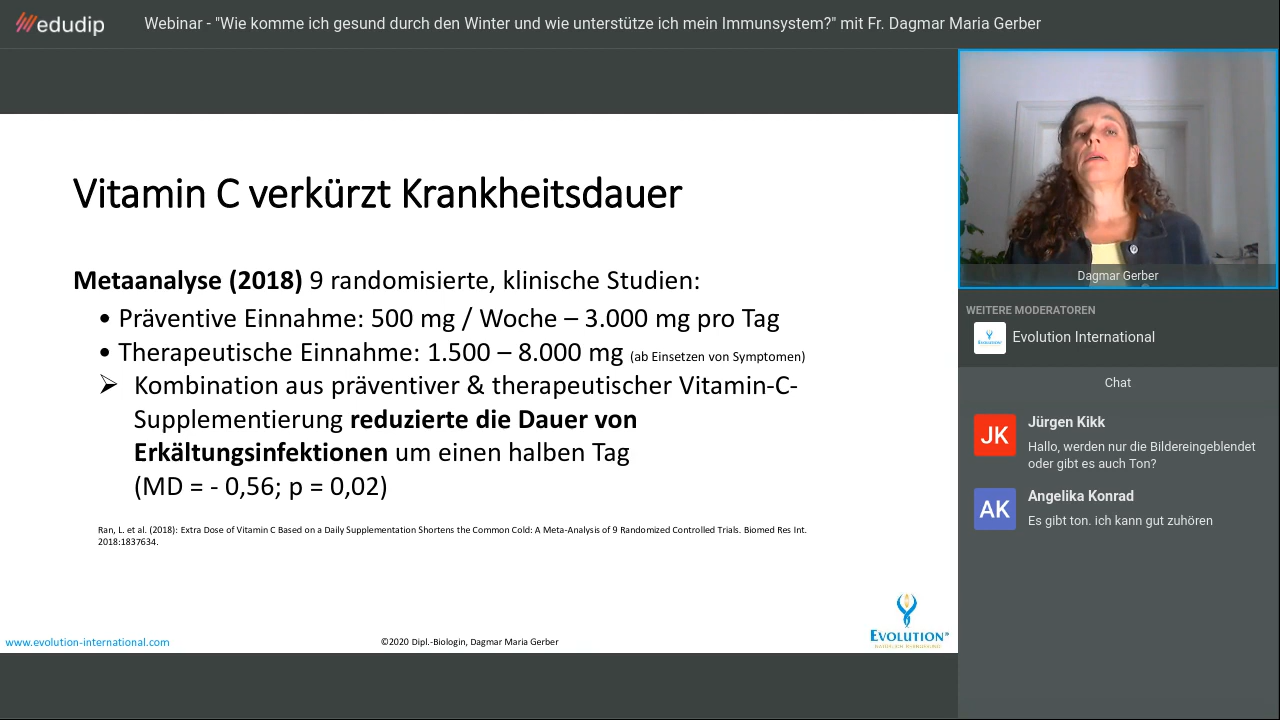 edudip
Webinar - "Wie komme ich gesund durch den Winter und wie unterstütze ich mein Immunsystem?" mit Fr. Dagmar Maria Gerber
Vitamin C verkürzt Krankheitsdauer
Metaanalyse (2018) 9 randomisierte, klinische Studien:
• Präventive Einnahme: 500 mg / Woche – 3.000 mg pro Tag
• Therapeutische Einnahme: 1.500 – 8.000 mg (ab Einsetzen von Symptomen)
➢ Kombination aus präventiver & therapeutischer Vitamin-C-
Supplementierung reduzierte die Dauer von
Erkältungsinfektionen um einen halben Tag
(MD = - 0,56; p = 0,02)
Ran, L. et al. (2018): Extra Dose of Vitamin C Based on a Daily Supplementation Shortens the Common Cold: A Meta-Analysis of 9 Randomized Controlled Trials. Biomed Res Int.
2018:1837634.
www.evolution-international.com
©2020 Dipl.-Biologin, Dagmar Maria Gerber
EVOLUTION®
Dagmar Gerber
WEITERE MODERATOREN
Evolution International
Chat
JK
Jürgen Kikk
Hallo, werden nur die Bildereingeblendet
oder gibt es auch Ton?
AK
Angelika Konrad
Es gibt ton. ich kann gut zuhören